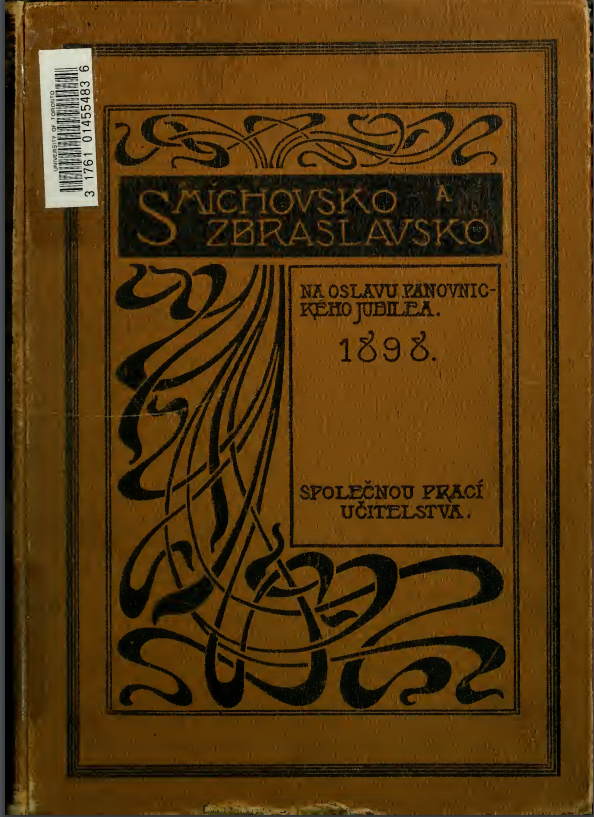 UNIVERSITY OF TORONTO
3 1761 01455483 6
SMÍCHOVSKO A
ZBRASLAVSKO
NA OSLAVU PANOVNIC-
KÉHO JUBILEA.
1898.
SPOLEČNOU PRACÍ
UČITELSTVA.